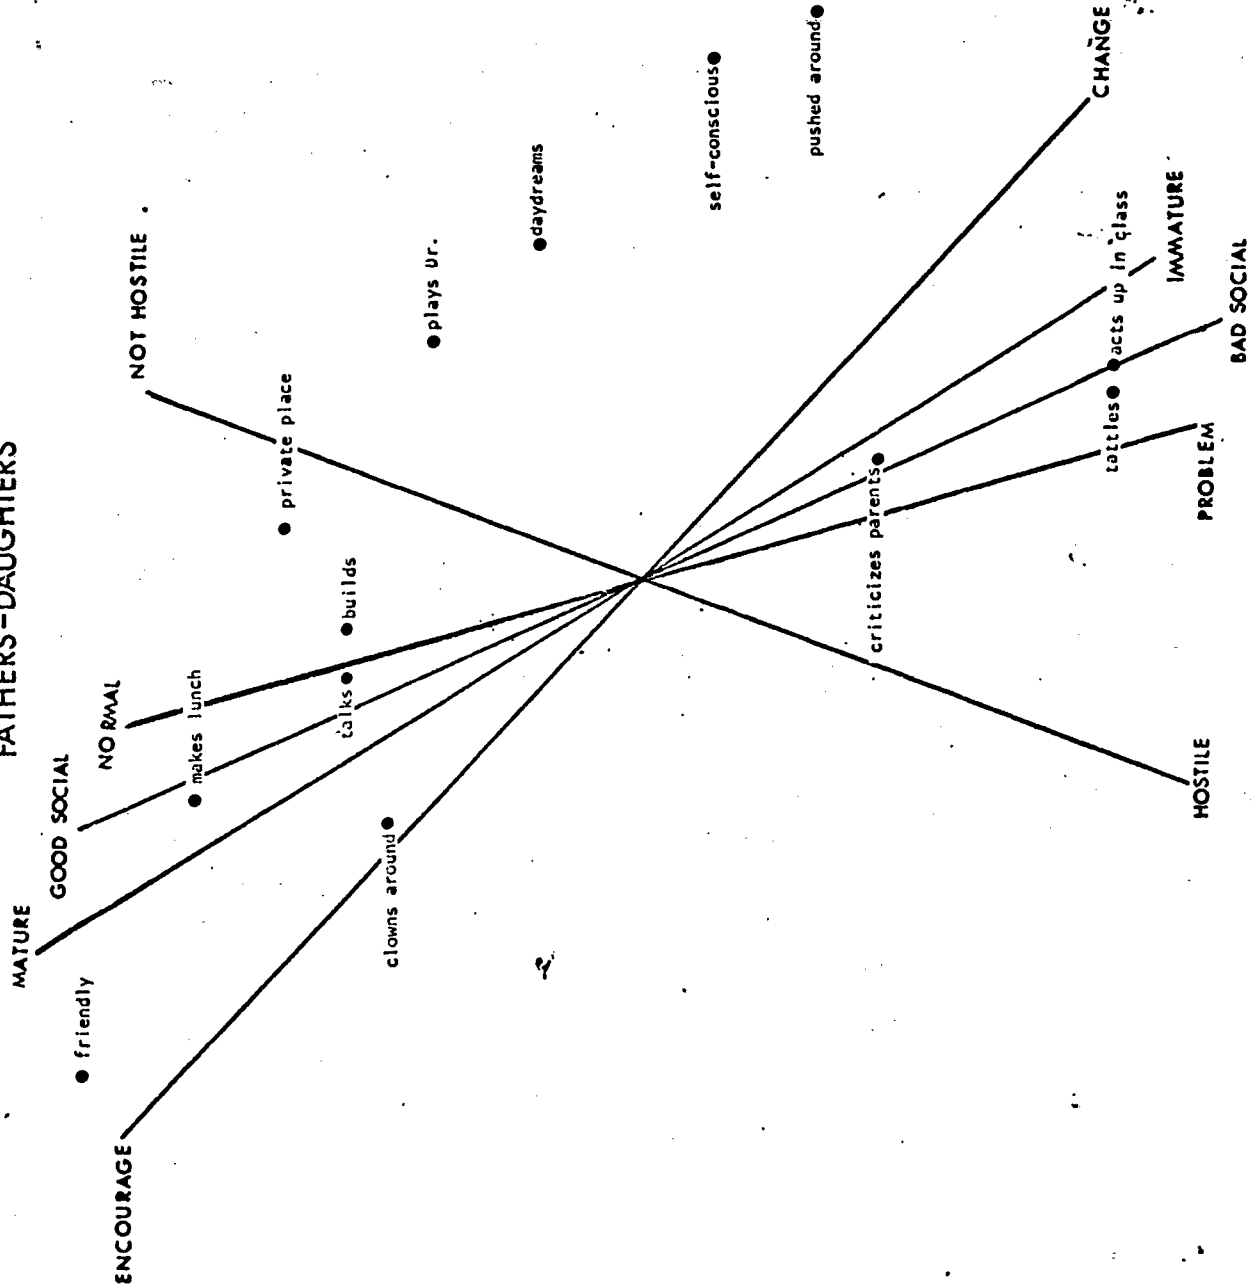 FATHERS-DAUGHTERS
MATURE
GOOD SOCIAL
NORMAL
NOT HOSTILE
ENCOURAGE
friendly
makes lunch
private place
talks
builds
clowns around
plays Dr.
daydreams
self-conscious
pushed around
criticizes parents
tattles
acts up in class
CHANGE
IMMATURE
BAD SOCIAL
PROBLEM
HOSTILE